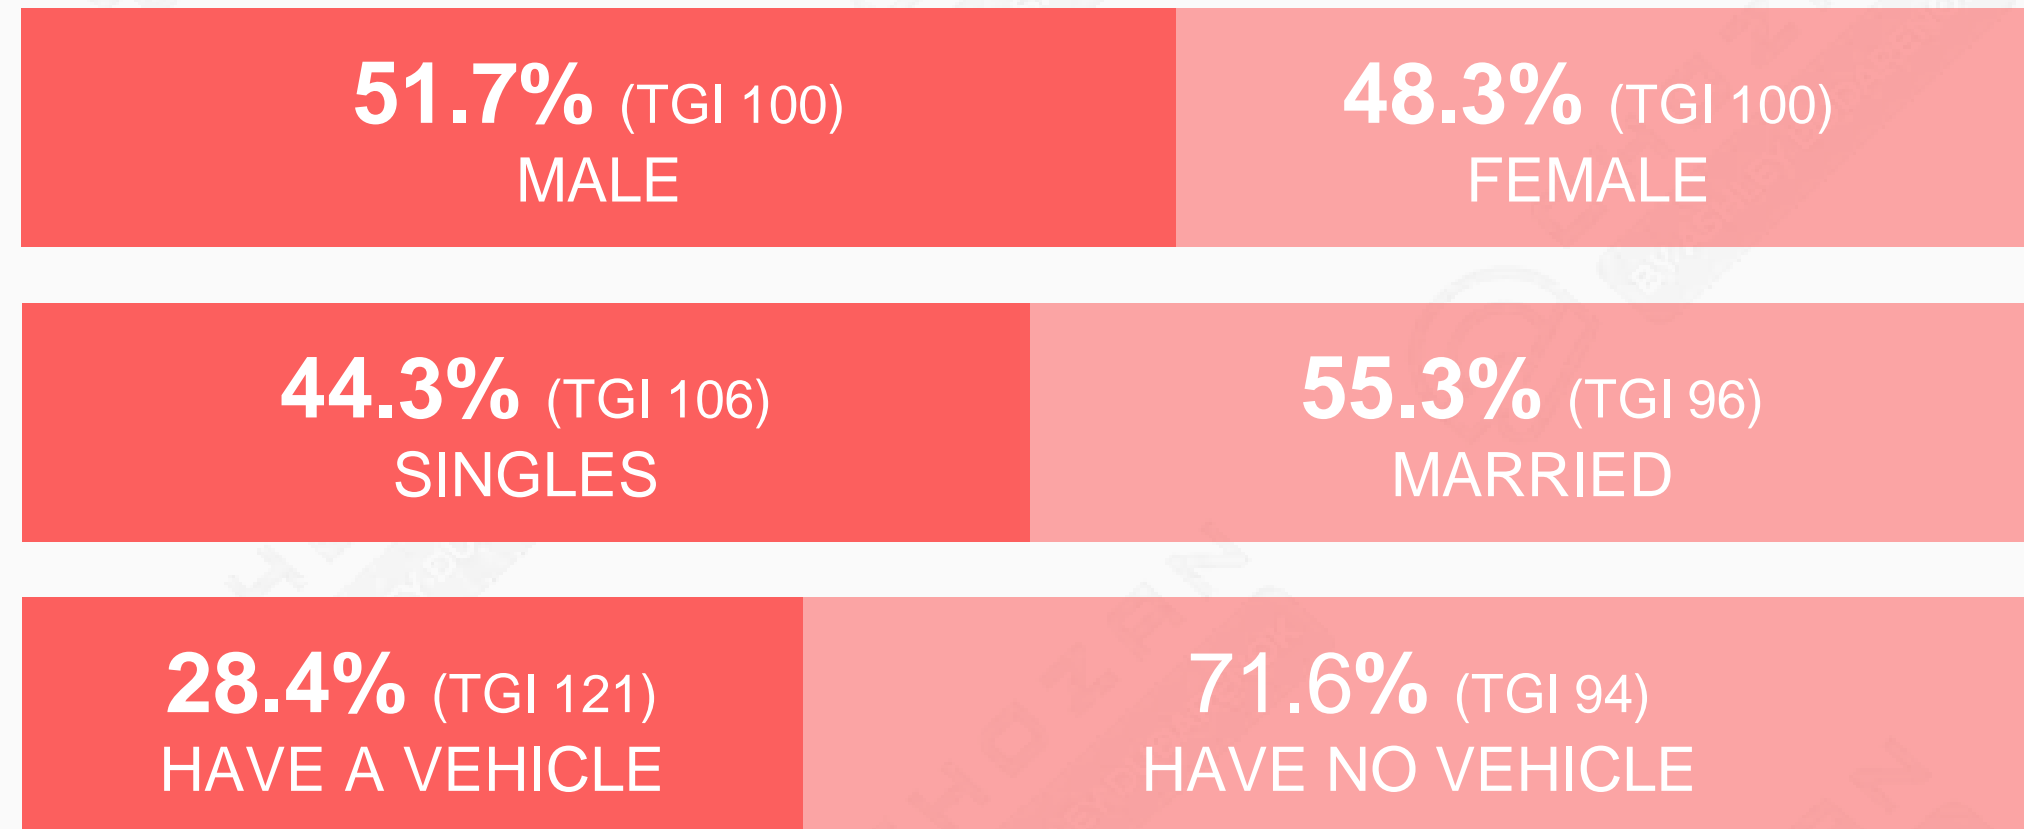 51.7% (TGI 100)
MALE
48.3% (TGI 100)
FEMALE
44.3% (TGI 106)
SINGLES
55.3% (TGI 96)
MARRIED
28.4% (TGI 121)
HAVE A VEHICLE
71.6% (TGI 94)
HAVE NO VEHICLE